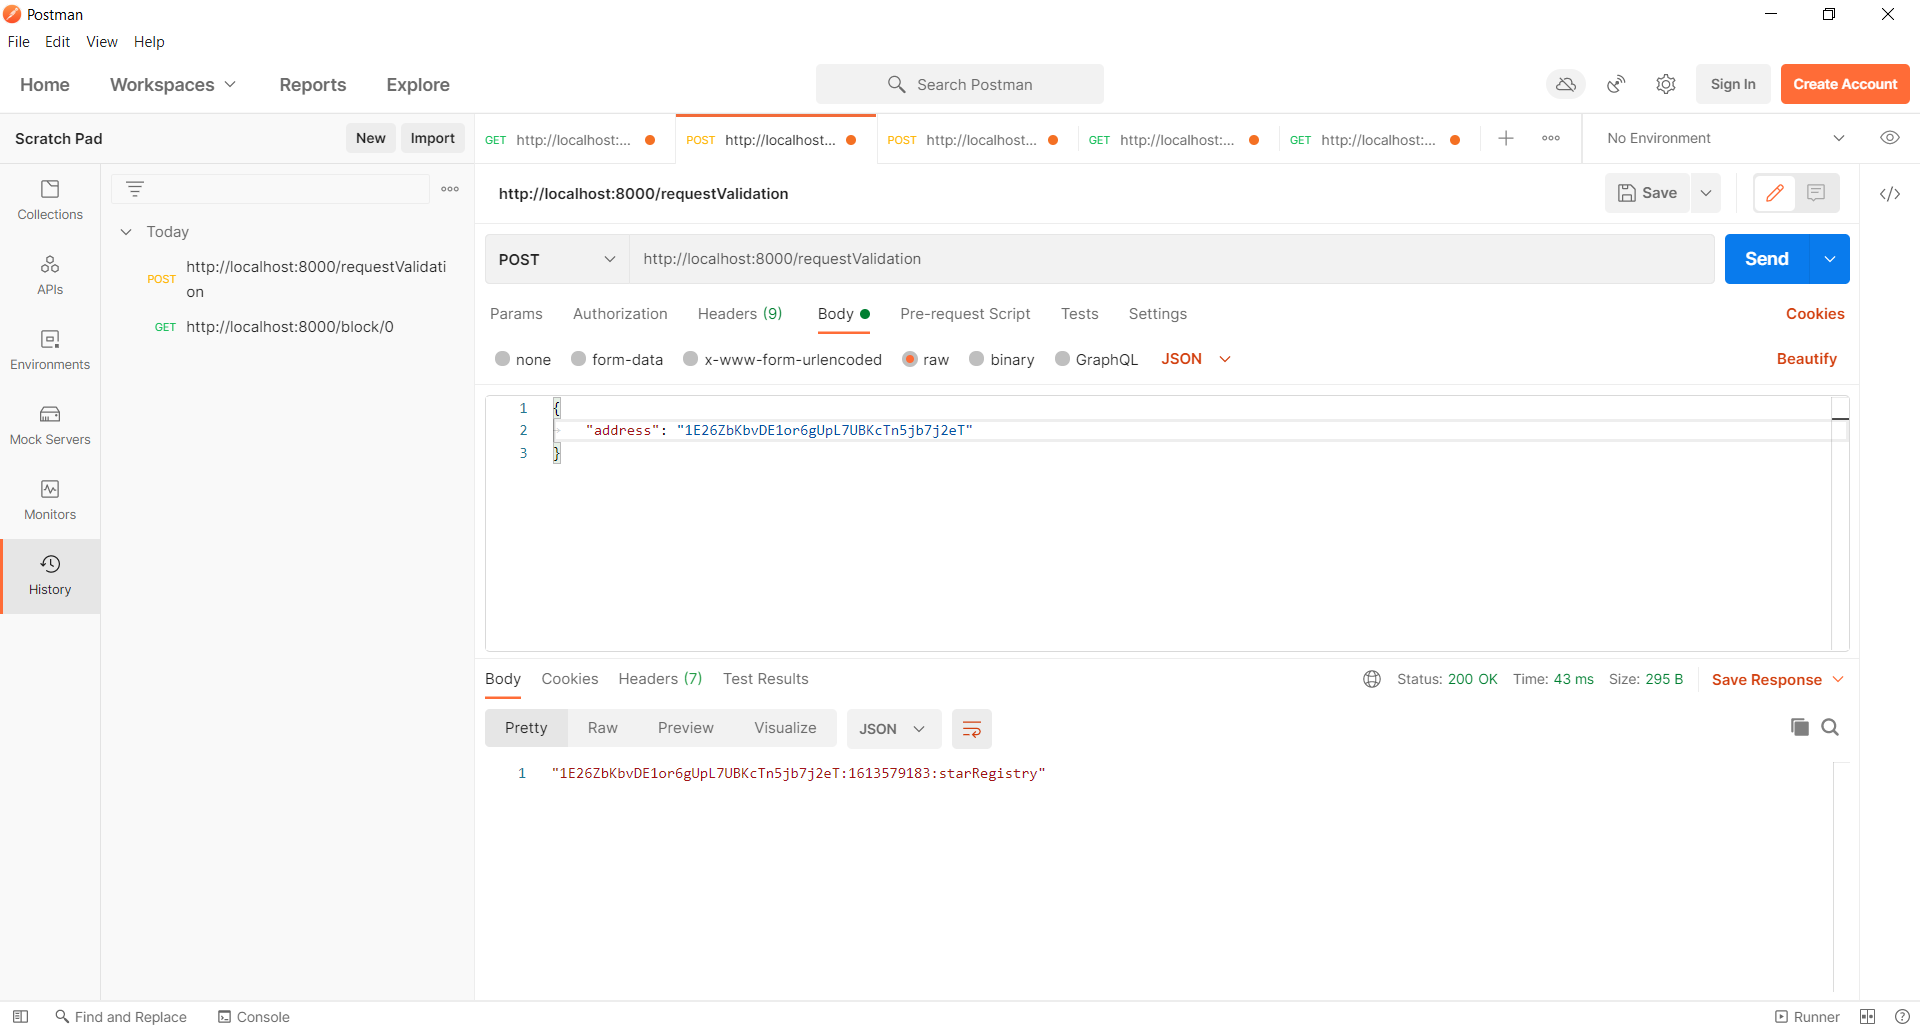 Postman
File Edit View Help
Home Workspaces Reports Explore Search Postman Sign In Create Account
Scratch Pad New Import GET http://localhost:... POST http://localhost... POST http://localhost... GET http://localhost:... GET http://localhost:... No Environment
Collections
APIs
Environments
Mock Servers
Monitors
History
Today
POST http://localhost:8000/requestValidati
on
GET http://localhost:8000/block/0
http://localhost:8000/requestValidation Save
POST http://localhost:8000/requestValidation Send
Params Authorization Headers (9) Body Pre-request Script Tests Settings Cookies
none form-data x-www-form-urlencoded raw binary GraphQL JSON Beautify
1 {
2 "address": "1E26ZbKbvDE1or6gUpL7UBKcTn5jb7j2eT"
3 }
Body Cookies Headers (7) Test Results Status: 200 OK Time: 43 ms Size: 295 B Save Response
Pretty Raw Preview Visualize JSON
1 "1E26ZbKbvDE1or6gUpL7UBKcTn5jb7j2eT:1613579183:starRegistry"
Find and Replace Console Runner